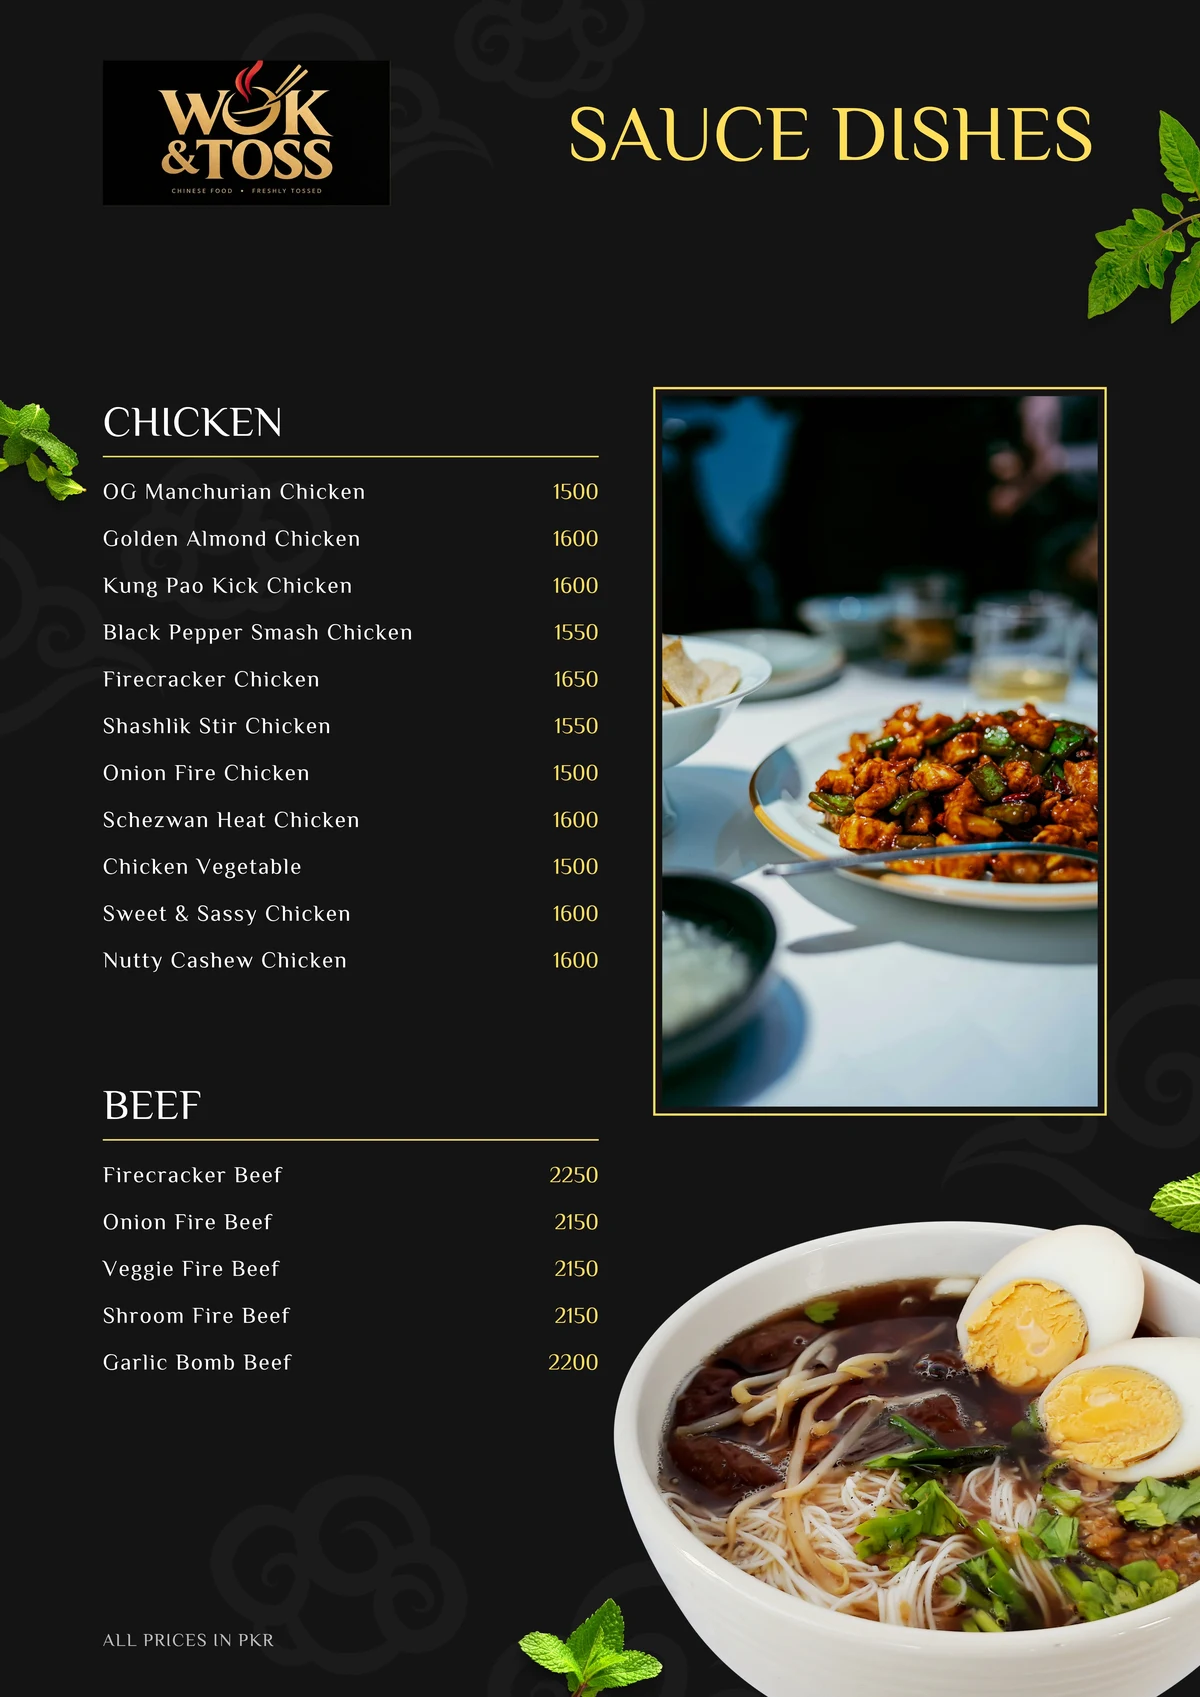 WOK
&TOSS
CHINESE FOOD • FRESHLY TOSSED
SAUCE DISHES
CHICKEN
OG Manchurian Chicken 1500
Golden Almond Chicken 1600
Kung Pao Kick Chicken 1600
Black Pepper Smash Chicken 1550
Firecracker Chicken 1650
Shashlik Stir Chicken 1550
Onion Fire Chicken 1500
Schezwan Heat Chicken 1600
Chicken Vegetable 1500
Sweet & Sassy Chicken 1600
Nutty Cashew Chicken 1600
BEEF
Firecracker Beef 2250
Onion Fire Beef 2150
Veggie Fire Beef 2150
Shroom Fire Beef 2150
Garlic Bomb Beef 2200
ALL PRICES IN PKR